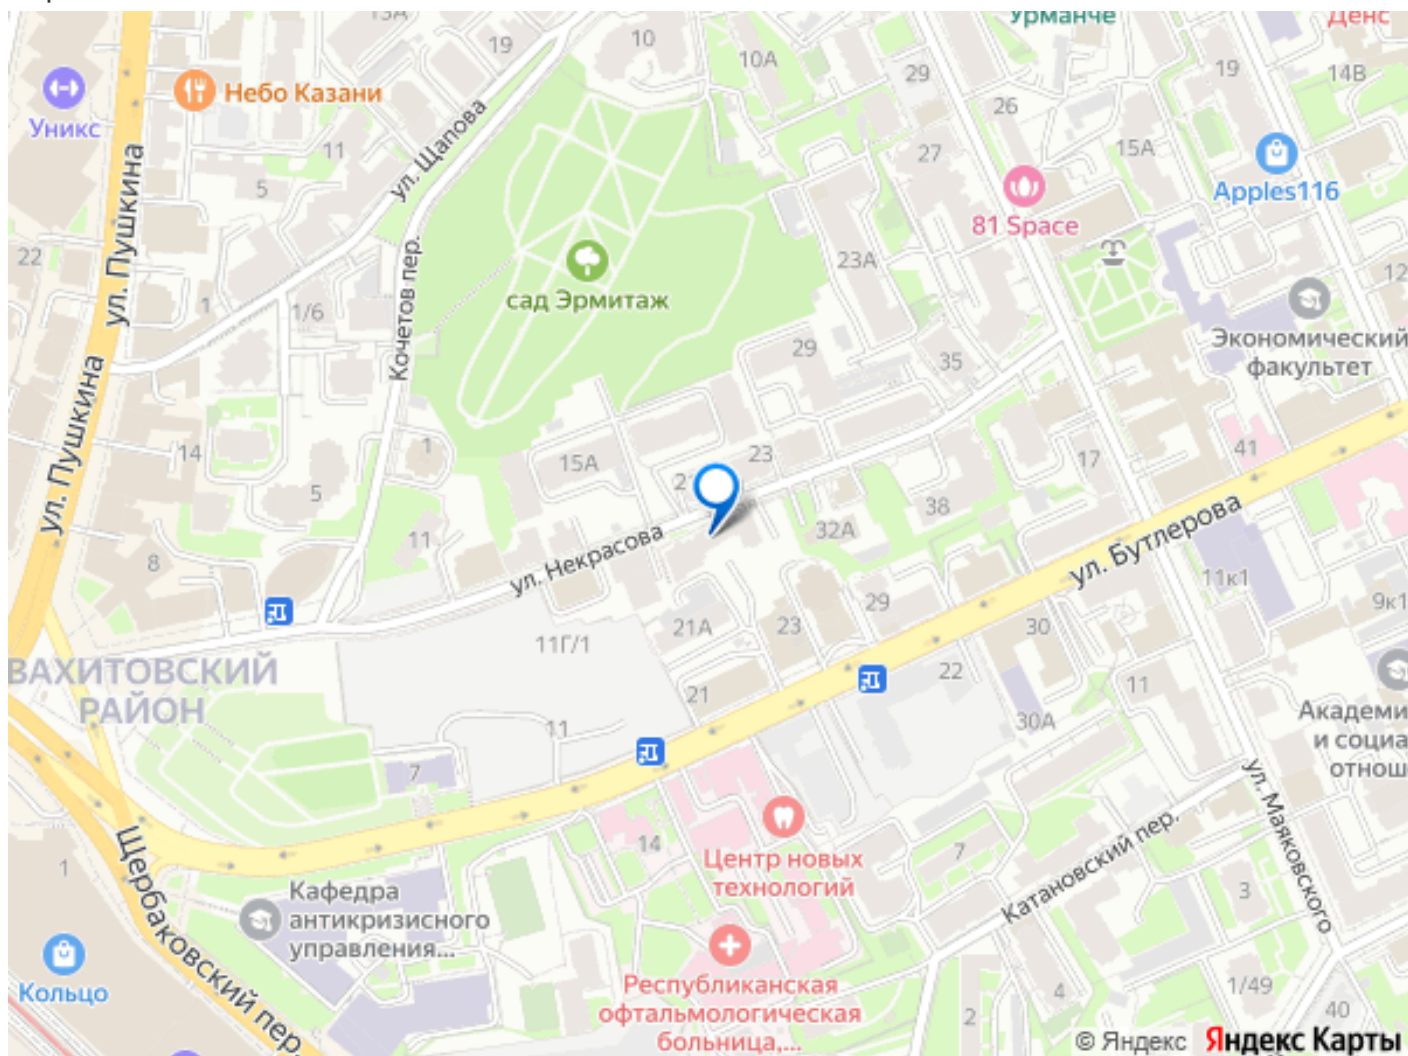 Урманче
Денс
13А
19
10
10А
29
19
14В
Небо Казани
Уникс
ул. Пушкина
ул. Щапова
11
5
26
27
15А
Apples116
81 Space
22
1
1/6
Кочетов пер.
сад Эрмитаж
23А
12
Экономический
факультет
29
35
ул. Пушкина
14
5
1
15А
23
2
17
41
38
32А
8
11
ул. Некрасова
ул. Бутлерова
11к1
9к1
ВАХИТОВСКИЙ
РАЙОН
11Г/1
21А
23
29
30
21
22
11
30А
11
7
Академи
и социа
отнош
ул. Маяковского
Щербаковский пер.
1
14
Центр новых
технологий
7
Катановский пер.
3
Кафедра
антикризисного
управления...
Кольцо
Республиканская
офтальмологическая
больница,...
2
4
1/49
40
© Яндекс Яндекс Карты